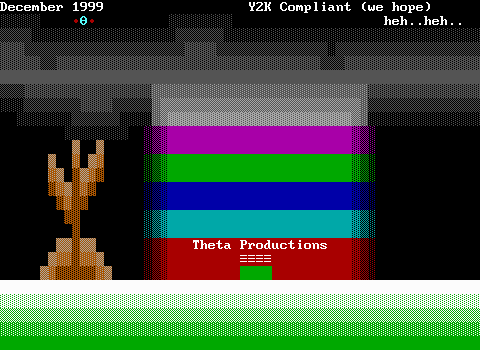 December 1999
Y2K Compliant (we hope)
·θ·
heh..heh..
Theta Productions